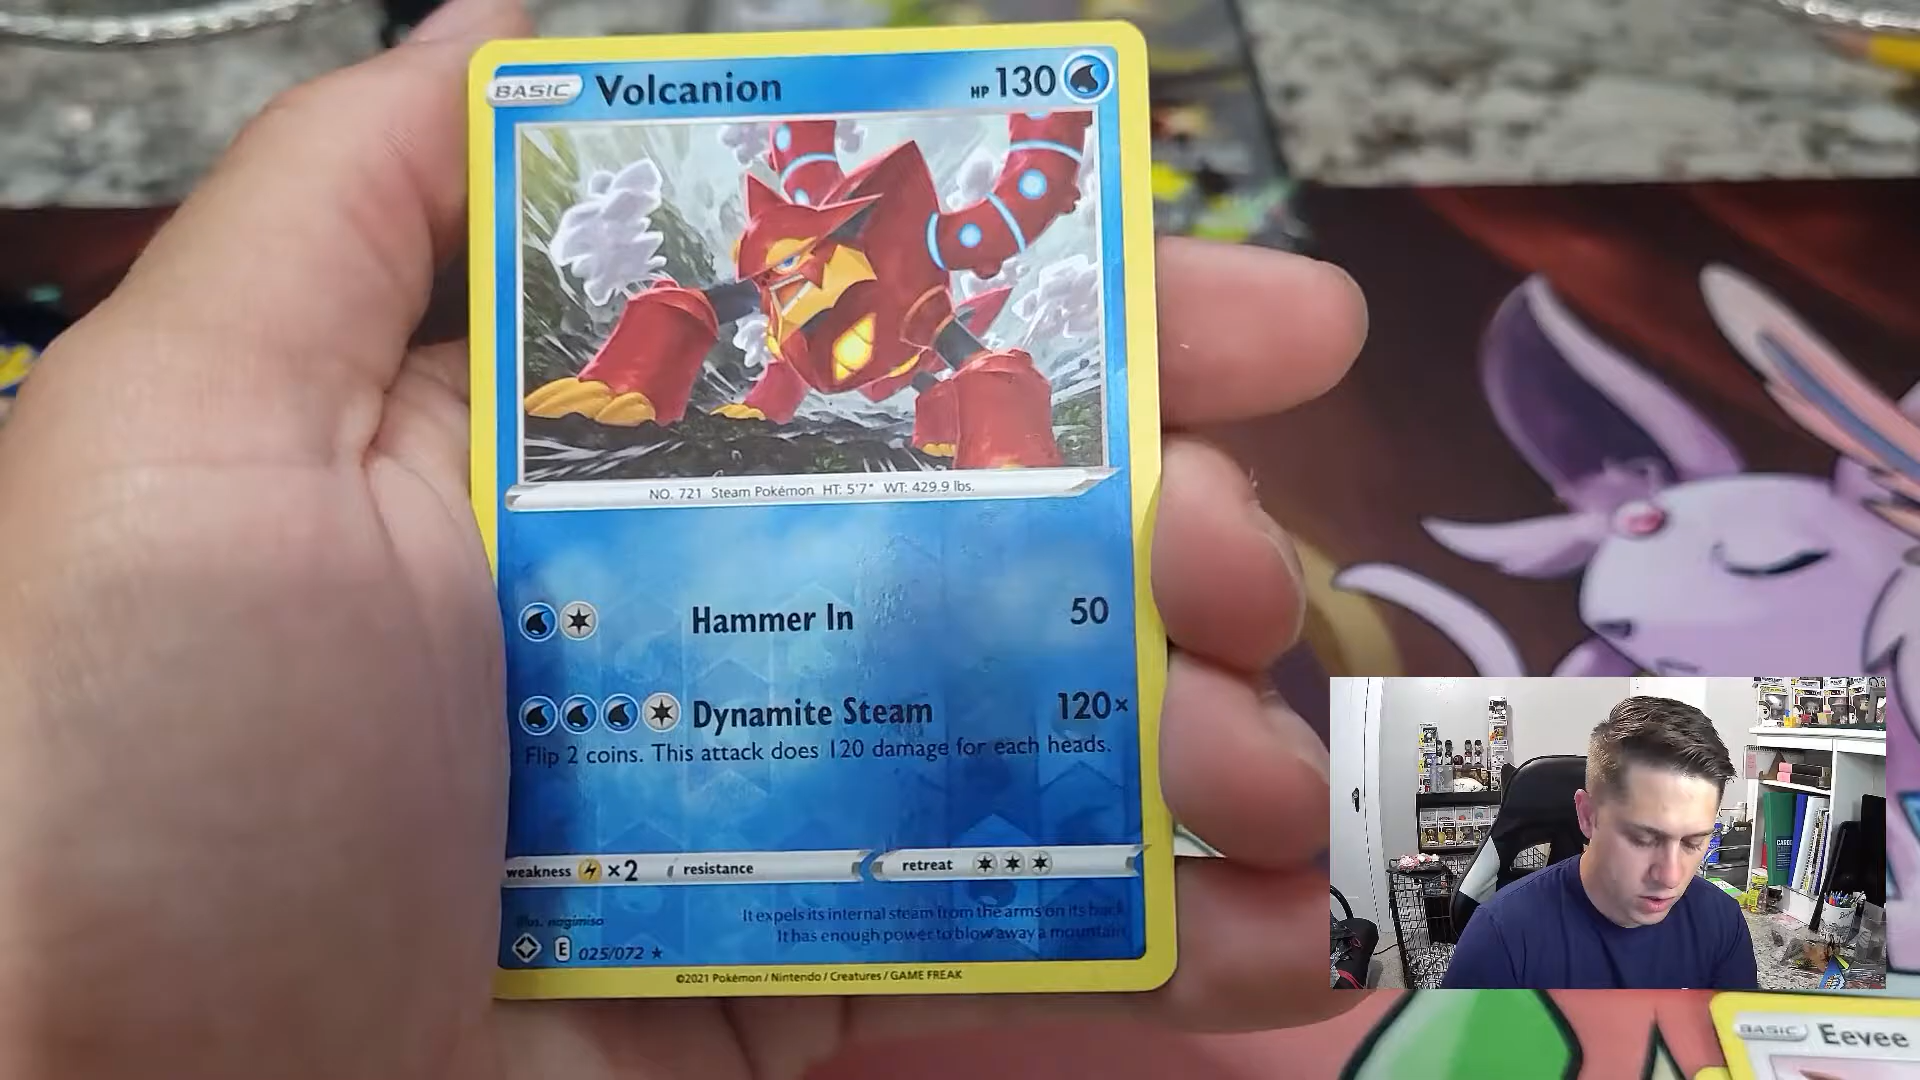 BASIC Volcanion HP 130
NO. 721 Steam Pokémon HT: 5'7" WT: 429.9 lbs.
Hammer In 50
Dynamite Steam 120×
Flip 2 coins. This attack does 120 damage for each heads.
weakness ×2 resistance retreat
Illus. nagimiso
It expels its internal steam from the arms on its back.
It has enough power to blow away a mountain.
E 025/072 ★
©2021 Pokémon / Nintendo / Creatures / GAME FREAK
BASIC Eevee